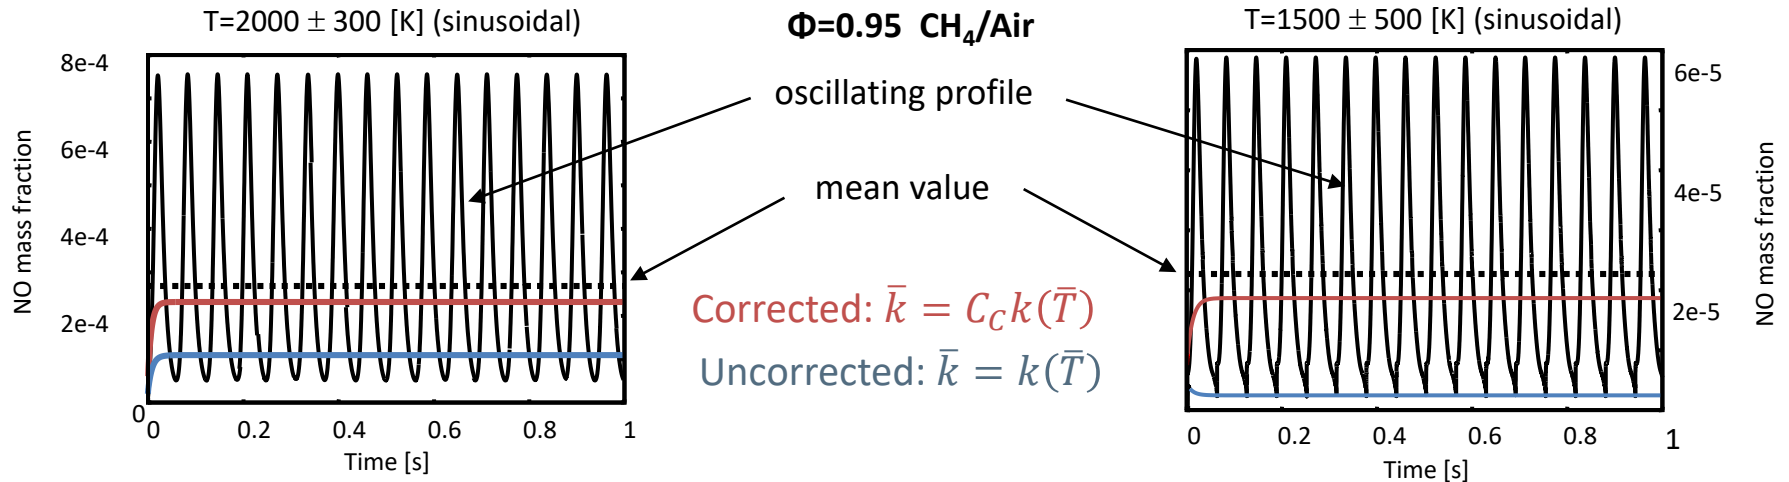 T=2000 ± 300 [K] (sinusoidal)
Φ=0.95 CH₄/Air
T=1500 ± 500 [K] (sinusoidal)
8e-4
6e-4
4e-4
2e-4
0
NO mass fraction
0 0.2 0.4 0.6 0.8 1
Time [s]
oscillating profile
mean value
Corrected: k̄ = C_C k(T̄)
Uncorrected: k̄ = k(T̄)
6e-5
4e-5
2e-5
NO mass fraction
0 0.2 0.4 0.6 0.8 1
Time [s]